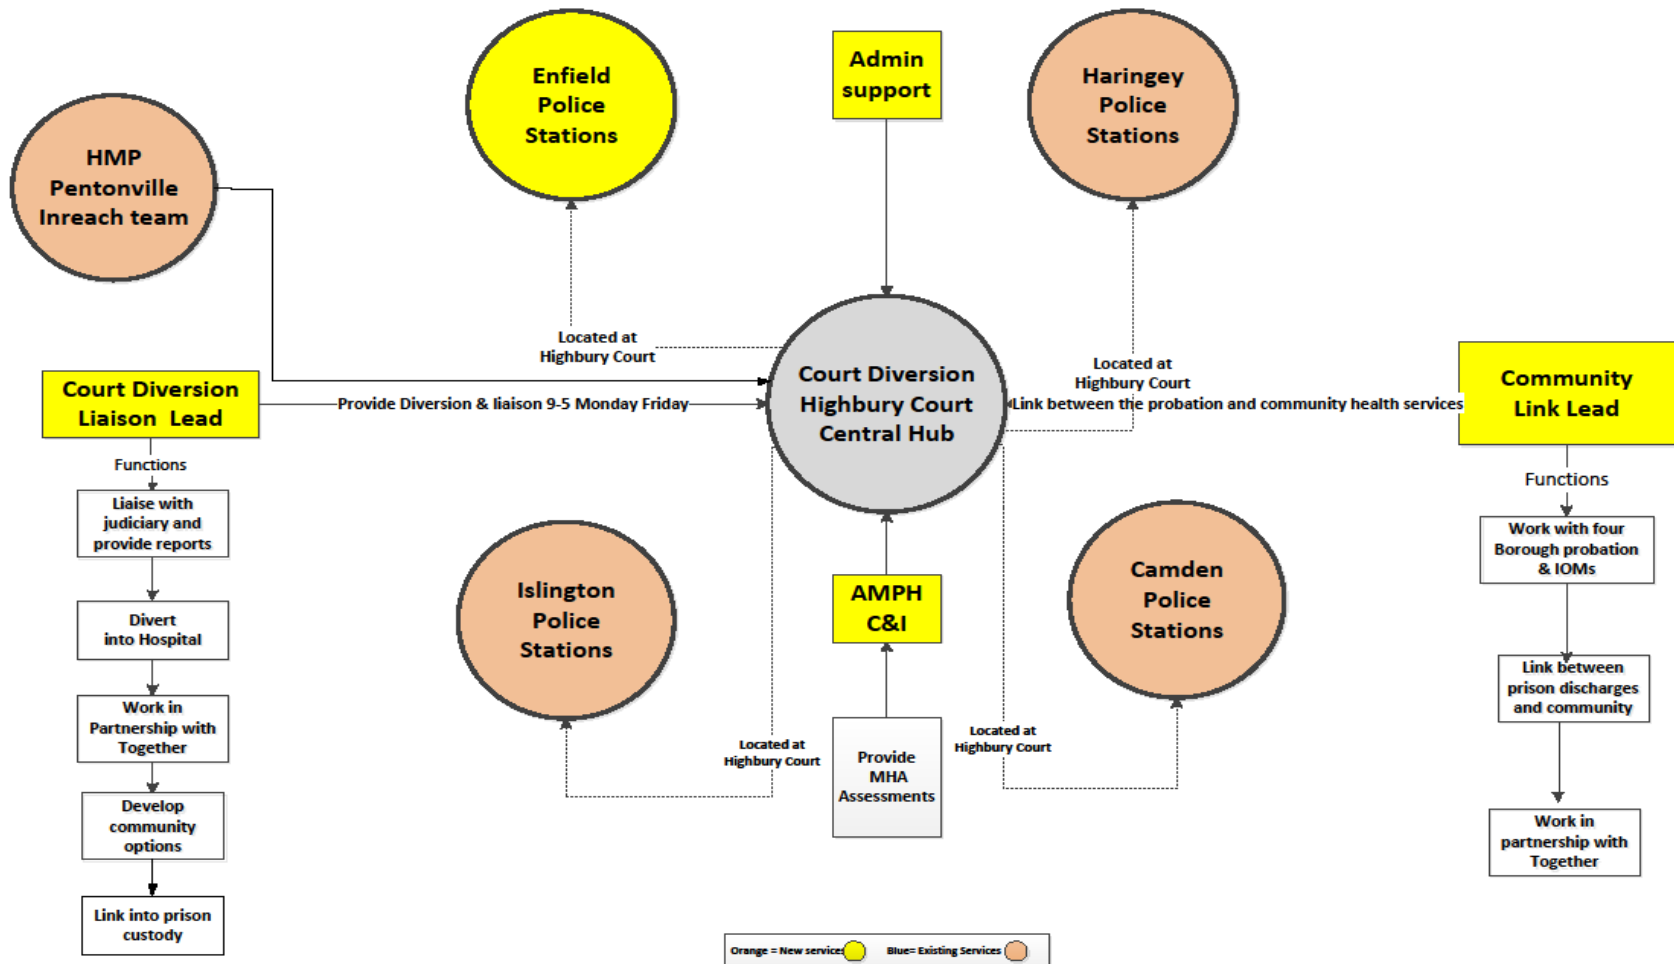 Enfield
Police
Stations
Admin
support
Haringey
Police
Stations
HMP
Pentonville
Inreach team
Located at
Highbury Court
Located at
Highbury Court
Court Diversion
Liaison Lead
Provide Diversion & liaison 9-5 Monday Friday
Court Diversion
Highbury Court
Central Hub
Link between the probation and community health services
Community
Link Lead
Functions
Liaise with
judiciary and
provide reports
Divert
into Hospital
Work in
Partnership with
Together
Develop
community
options
Link into prison
custody
Islington
Police
Stations
AMPH
C&I
Camden
Police
Stations
Located at
Highbury Court
Provide
MHA
Assessments
Located at
Highbury Court
Functions
Work with four
Borough probation
& IOMs
Link between
prison discharges
and community
Work in
partnership with
Together
Orange = New services
Blue= Existing Services